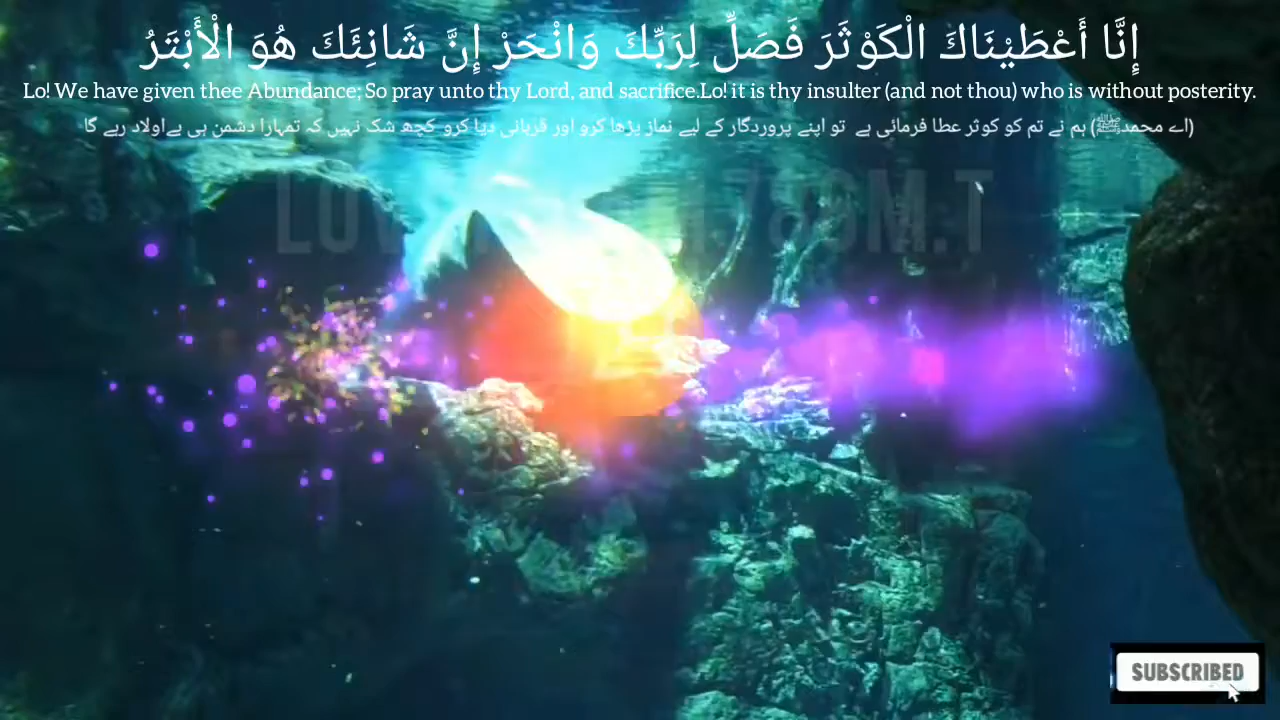 إِنَّا أَعْطَيْنَاكَ الْكَوْثَرَ فَصَلِّ لِرَبِّكَ وَانْحَرْ إِنَّ شَانِئَكَ هُوَ الْأَبْتَرُ
Lo! We have given thee Abundance; So pray unto thy Lord, and sacrifice.Lo! it is thy insulter (and not thou) who is without posterity.
(اے محمدﷺ) ہم نے تم کو کوثر عطا فرمائی ہے تو اپنے پروردگار کے لیے نماز پڑھا کرو اور قربانی دیا کرو کچھ شک نہیں کہ تمہارا دشمن ہی بےاولاد رہے گا
SUBSCRIBED